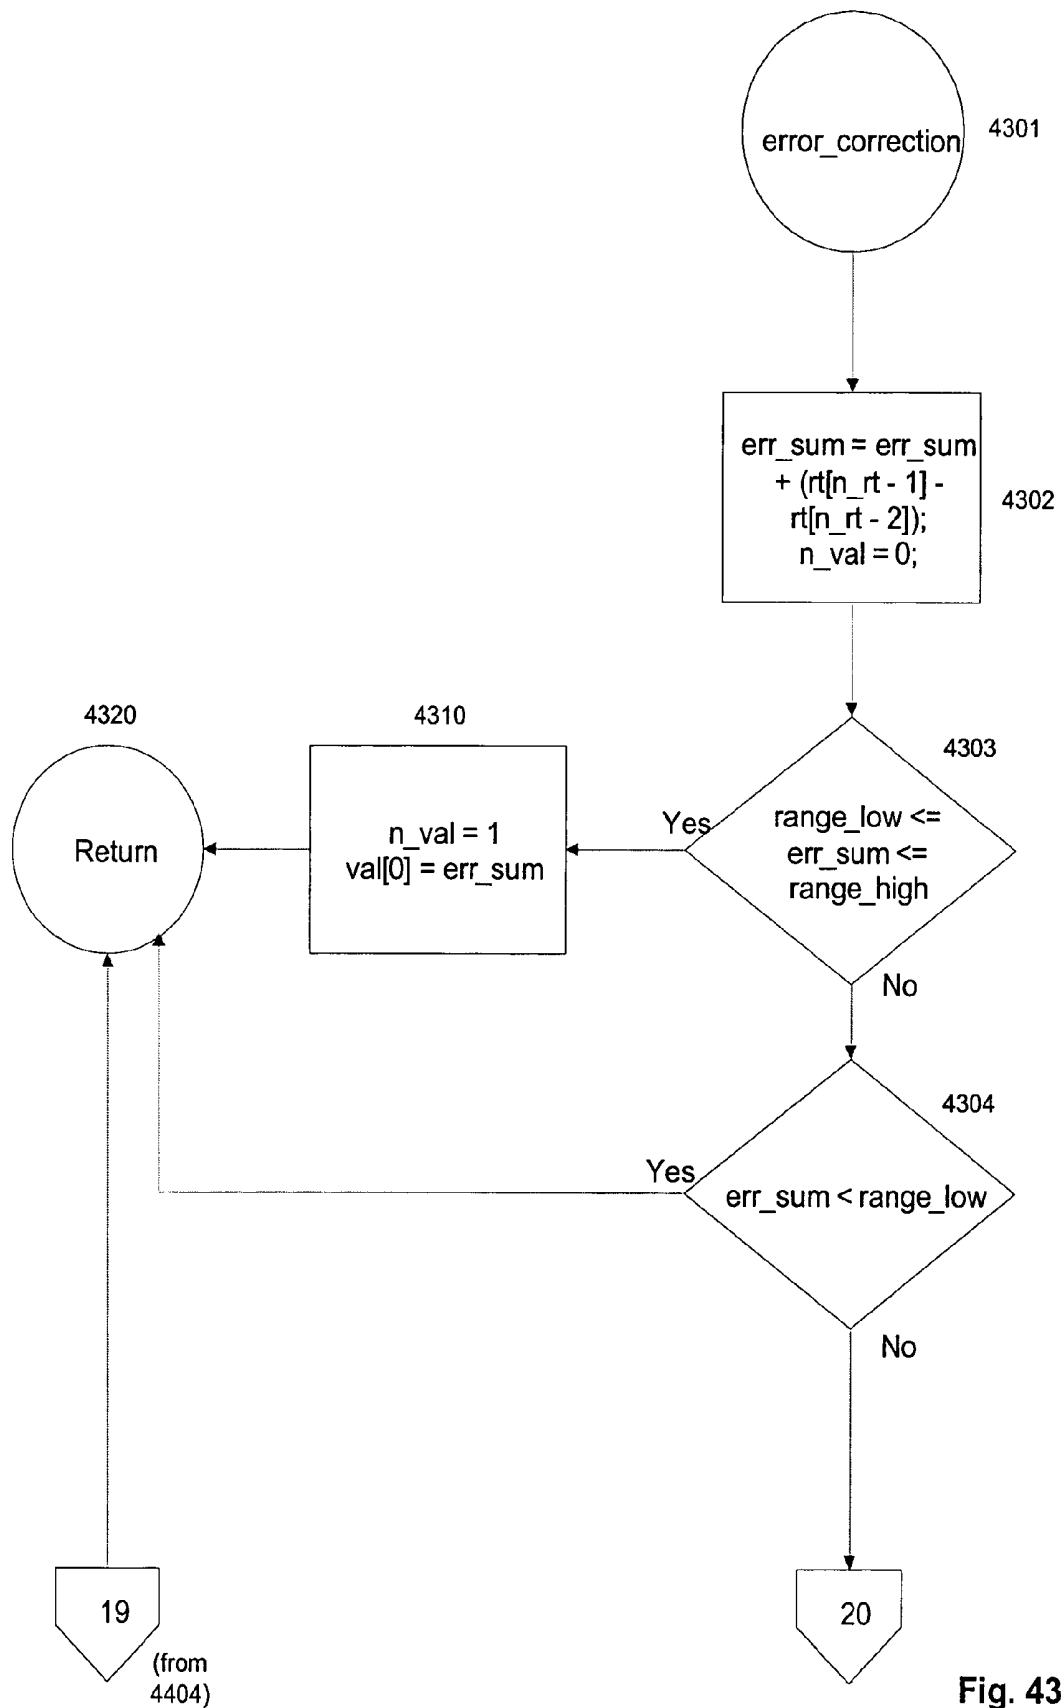 error_correction
4301
err_sum = err_sum
+ (rt[n_rt - 1] -
rt[n_rt - 2]);
n_val = 0;
4302
4320
4310
4303
Return
n_val = 1
val[0] = err_sum
Yes
range_low <=
err_sum <=
range_high
No
4304
Yes
err_sum < range_low
No
19
(from
4404)
20
Fig. 43